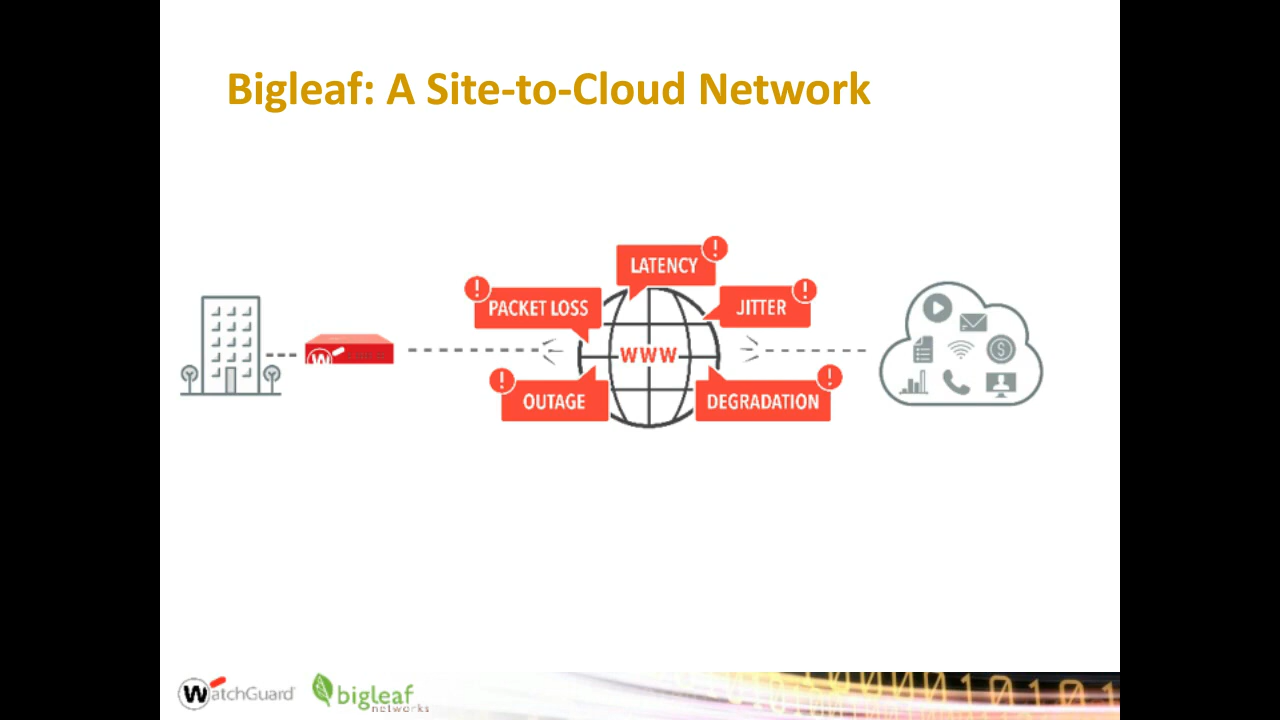 Bigleaf: A Site-to-Cloud Network
LATENCY
PACKET LOSS
JITTER
WWW
OUTAGE
DEGRADATION
W
WatchGuard
bigleaf
networks